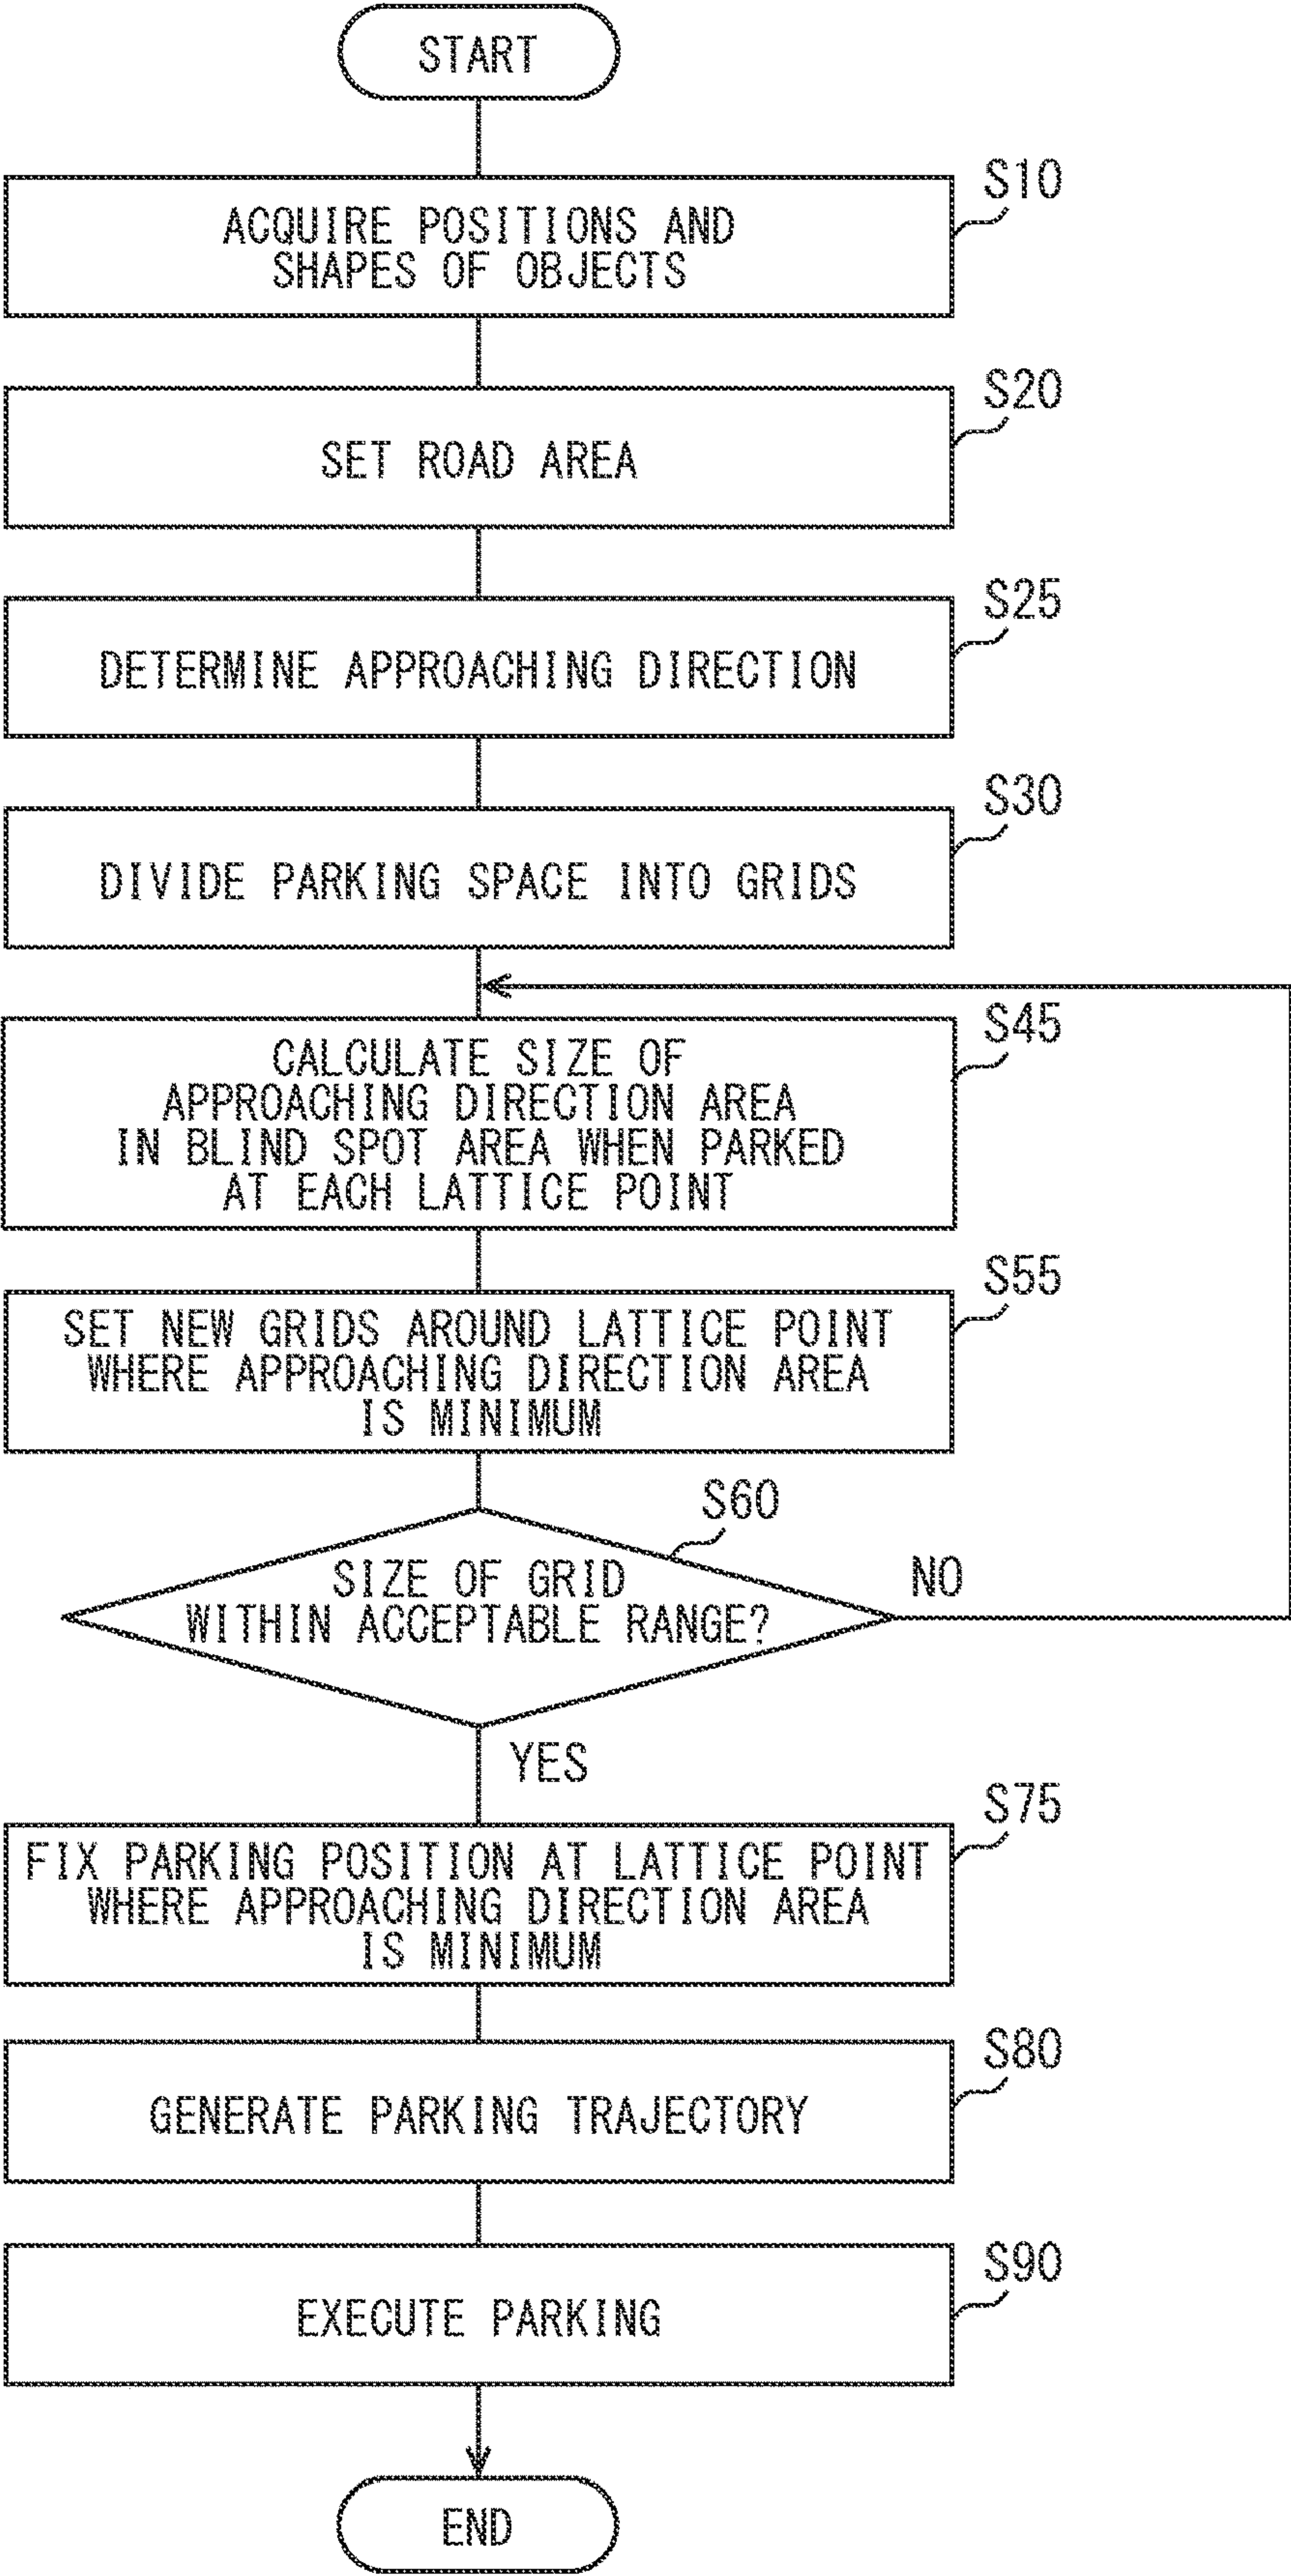 START
S10
ACQUIRE POSITIONS AND
SHAPES OF OBJECTS
S20
SET ROAD AREA
S25
DETERMINE APPROACHING DIRECTION
S30
DIVIDE PARKING SPACE INTO GRIDS
S45
CALCULATE SIZE OF
APPROACHING DIRECTION AREA
IN BLIND SPOT AREA WHEN PARKED
AT EACH LATTICE POINT
S55
SET NEW GRIDS AROUND LATTICE POINT
WHERE APPROACHING DIRECTION AREA
IS MINIMUM
S60
SIZE OF GRID
WITHIN ACCEPTABLE RANGE?
NO
YES
S75
FIX PARKING POSITION AT LATTICE POINT
WHERE APPROACHING DIRECTION AREA
IS MINIMUM
S80
GENERATE PARKING TRAJECTORY
S90
EXECUTE PARKING
END